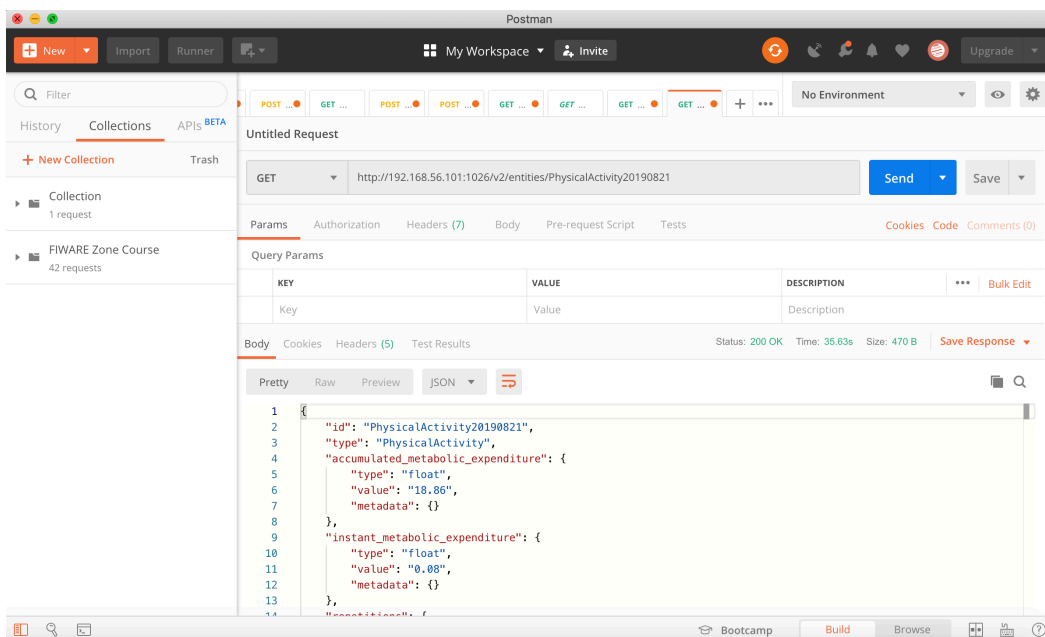 Postman
New
Import
Runner
My Workspace
Invite
Upgrade
Filter
History Collections APIs BETA
+ New Collection Trash
Collection
1 request
FIWARE Zone Course
42 requests
POST ... GET ... POST ... POST ... GET ... GET ... GET ... GET ... + •••
No Environment
Untitled Request
GET http://192.168.56.101:1026/v2/entities/PhysicalActivity20190821
Send
Save
Params Authorization Headers (7) Body Pre-request Script Tests Cookies Code Comments (0)
Query Params
KEY VALUE DESCRIPTION ••• Bulk Edit
Key Value Description
Body Cookies Headers (5) Test Results Status: 200 OK Time: 35.63s Size: 470 B Save Response
Pretty Raw Preview JSON
1 {
2 "id": "PhysicalActivity20190821",
3 "type": "PhysicalActivity",
4 "accumulated_metabolic_expenditure": {
5 "type": "float",
6 "value": "18.86",
7 "metadata": {}
8 },
9 "instant_metabolic_expenditure": {
10 "type": "float",
11 "value": "0.08",
12 "metadata": {}
13 },
14 "repetitions": {
Bootcamp Build Browse